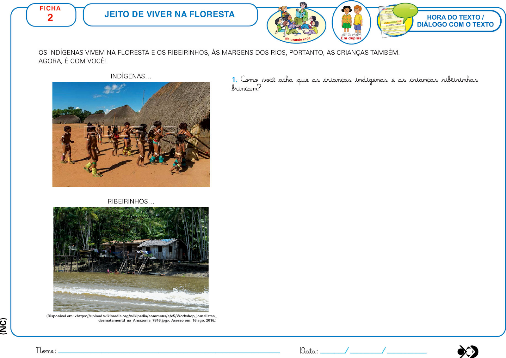 FICHA
2
JEITO DE VIVER NA FLORESTA
HORA DO TEXTO /
DIÁLOGO COM O TEXTO
OS INDÍGENAS VIVEM NA FLORESTA E OS RIBEIRINHOS, ÀS MARGENS DOS RIOS, PORTANTO, AS CRIANÇAS TAMBÉM.
AGORA, É COM VOCÊ!
INDÍGENAS...
1. Como você acha que as crianças indígenas e as crianças ribeirinhas
brincam?
RIBEIRINHOS...
(NC)
Nome:
Data: / /